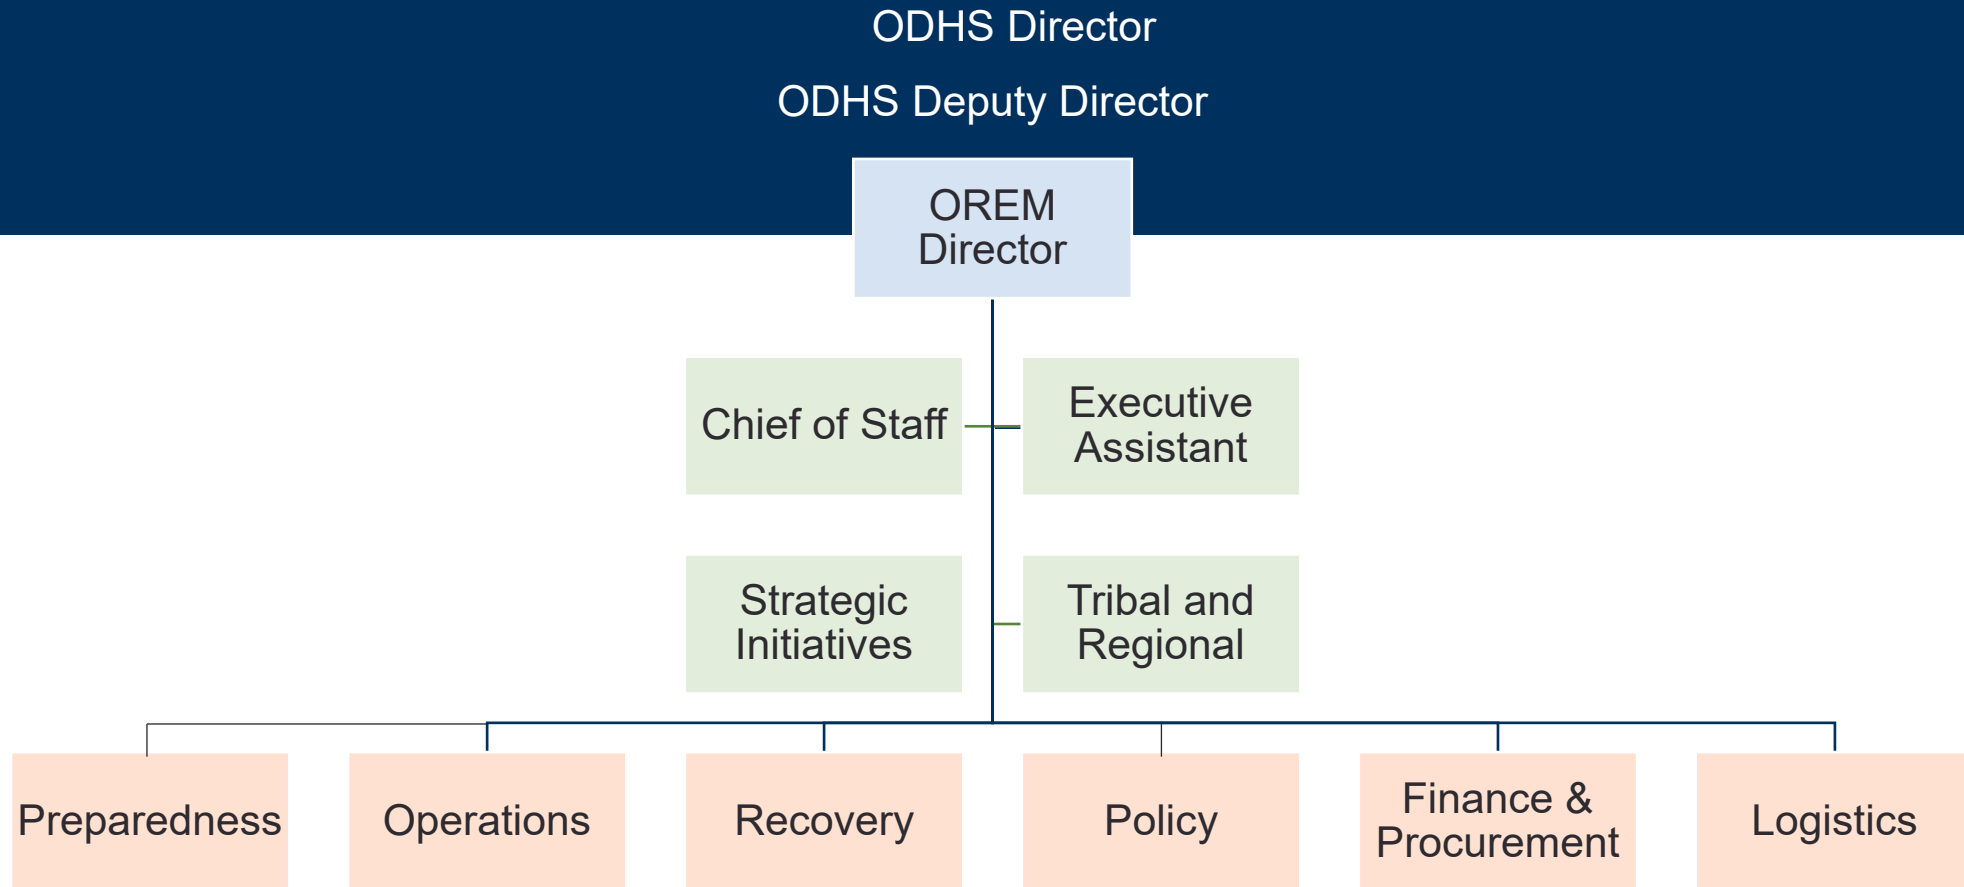 ODHS Director
ODHS Deputy Director
OREM
Director
Chief of Staff
Executive
Assistant
Strategic
Initiatives
Tribal and
Regional
Preparedness
Operations
Recovery
Policy
Finance &
Procurement
Logistics